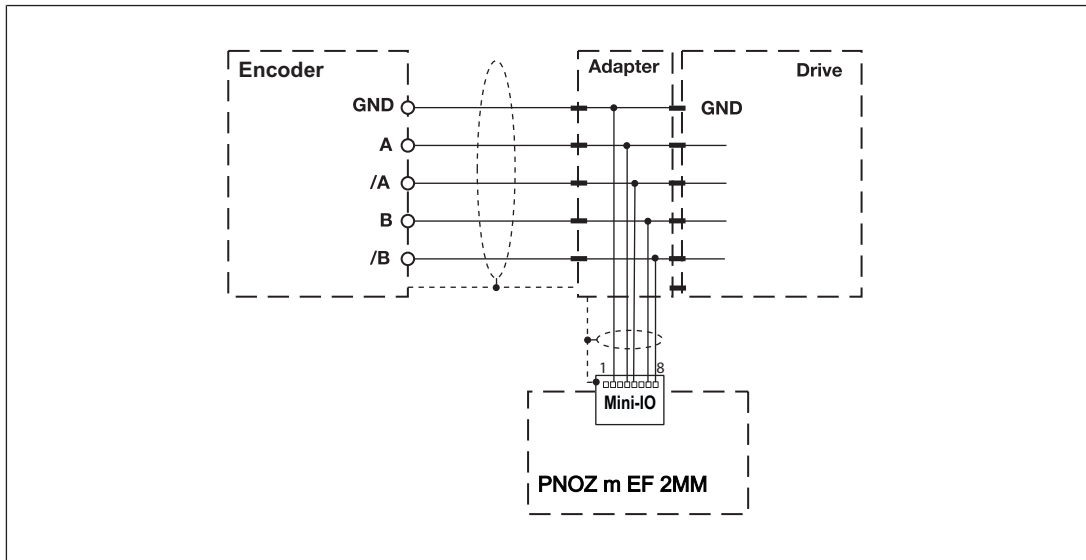 Encoder
Adapter
Drive
GND
GND
A
/A
B
/B
1
8
Mini-IO
PNOZ m EF 2MM